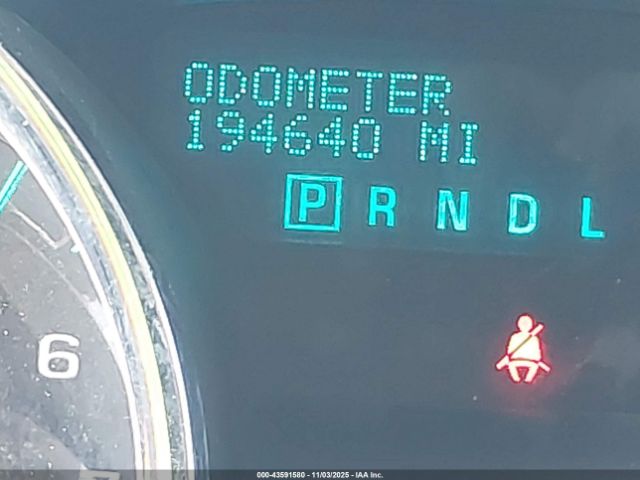 ODOMETER
194640 MI
P R N D L
6
000-43591580 - 11/03/2025 - IAA Inc.